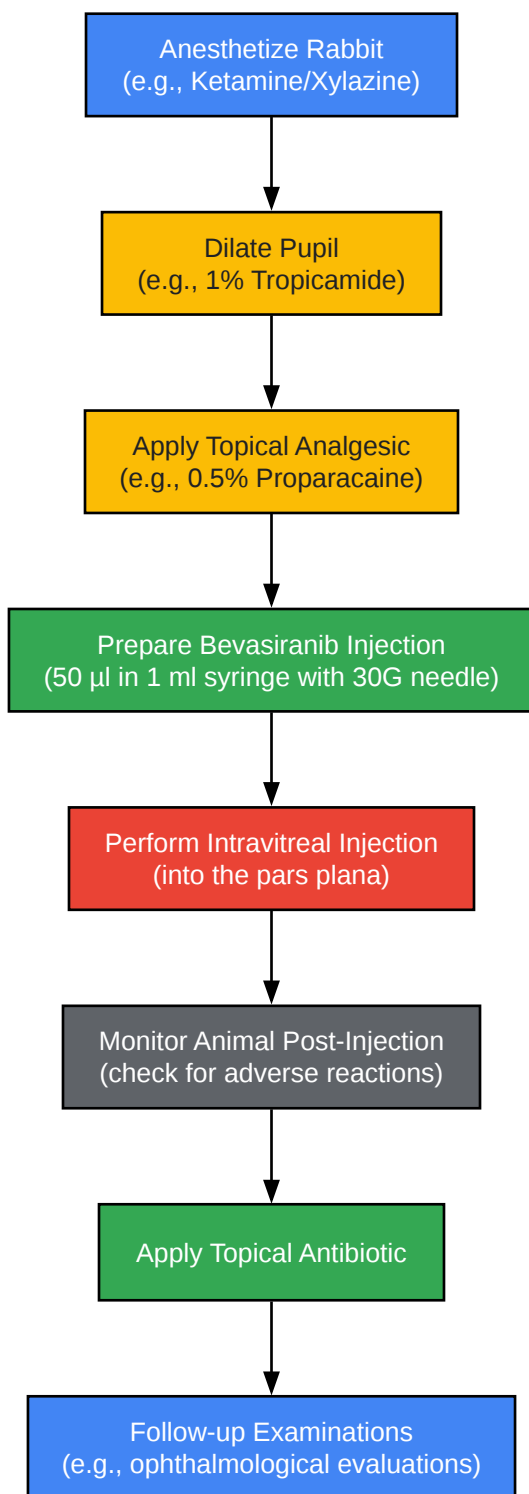 Anesthetize Rabbit
(e.g., Ketamine/Xylazine)
Dilate Pupil
(e.g., 1% Tropicamide)
Apply Topical Analgesic
(e.g., 0.5% Proparacaine)
Prepare Bevasiranib Injection
(50 µl in 1 ml syringe with 30G needle)
Perform Intravitreal Injection
(into the pars plana)
Monitor Animal Post-Injection
(check for adverse reactions)
Apply Topical Antibiotic
Follow-up Examinations
(e.g., ophthalmological evaluations)